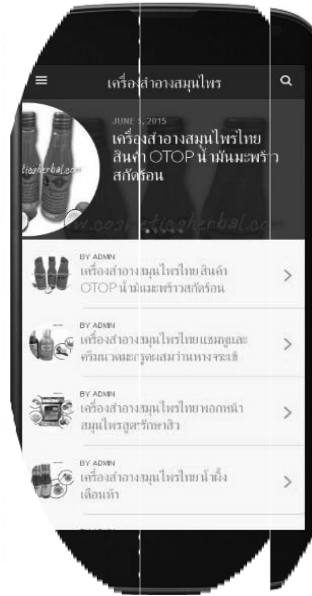 เครื่องสำอางสมุนไพร
JUNE 5, 2015
เครื่องสำอางสมุนไพรไทย
สินค้า OTOP น้ำมันมะพร้าว
สกัดร้อน
w.cosmeticsherbal.co
BY ADMIN
เครื่องสำอางสมุนไพรไทย สินค้า
OTOP น้ำมันมะพร้าวสกัดร้อน
BY ADMIN
เครื่องสำอางสมุนไพรไทย แชมพูและ
ครีมนวดมะกรูดผสมว่านหางจระเข้
BY ADMIN
เครื่องสำอางสมุนไพรไทย พอกหน้า
สมุนไพรสูตรรักษาสิว
BY ADMIN
เครื่องสำอางสมุนไพรไทย น้ำผึ้ง
เดือนห้า